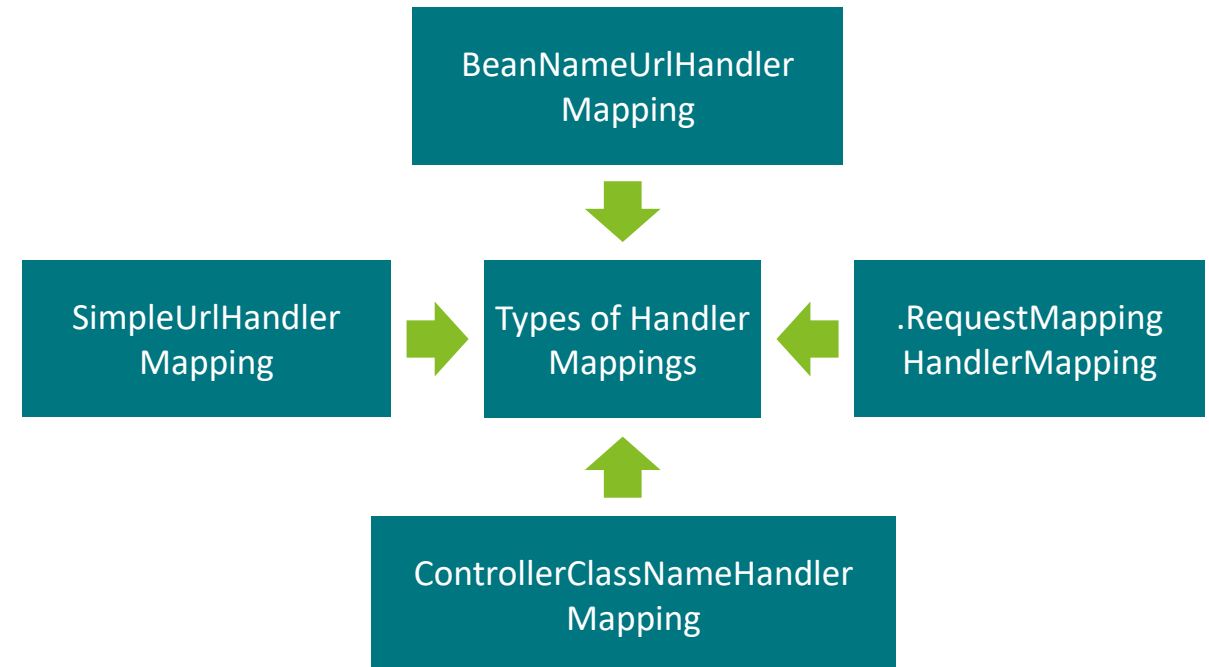 BeanNameUrlHandler
Mapping
SimpleUrlHandler
Mapping
Types of Handler
Mappings
.RequestMapping
HandlerMapping
ControllerClassNameHandler
Mapping